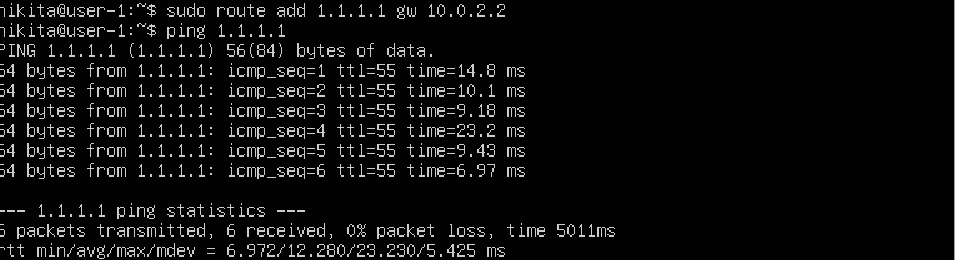 nikita@user-1:~$ sudo route add 1.1.1.1 gw 10.0.2.2
nikita@user-1:~$ ping 1.1.1.1
PING 1.1.1.1 (1.1.1.1) 56(84) bytes of data.
64 bytes from 1.1.1.1: icmp_seq=1 ttl=55 time=14.8 ms
64 bytes from 1.1.1.1: icmp_seq=2 ttl=55 time=10.1 ms
64 bytes from 1.1.1.1: icmp_seq=3 ttl=55 time=9.18 ms
64 bytes from 1.1.1.1: icmp_seq=4 ttl=55 time=23.2 ms
64 bytes from 1.1.1.1: icmp_seq=5 ttl=55 time=9.43 ms
64 bytes from 1.1.1.1: icmp_seq=6 ttl=55 time=6.97 ms
--- 1.1.1.1 ping statistics ---
6 packets transmitted, 6 received, 0% packet loss, time 5011ms
rtt min/avg/max/mdev = 6.972/12.280/23.230/5.425 ms